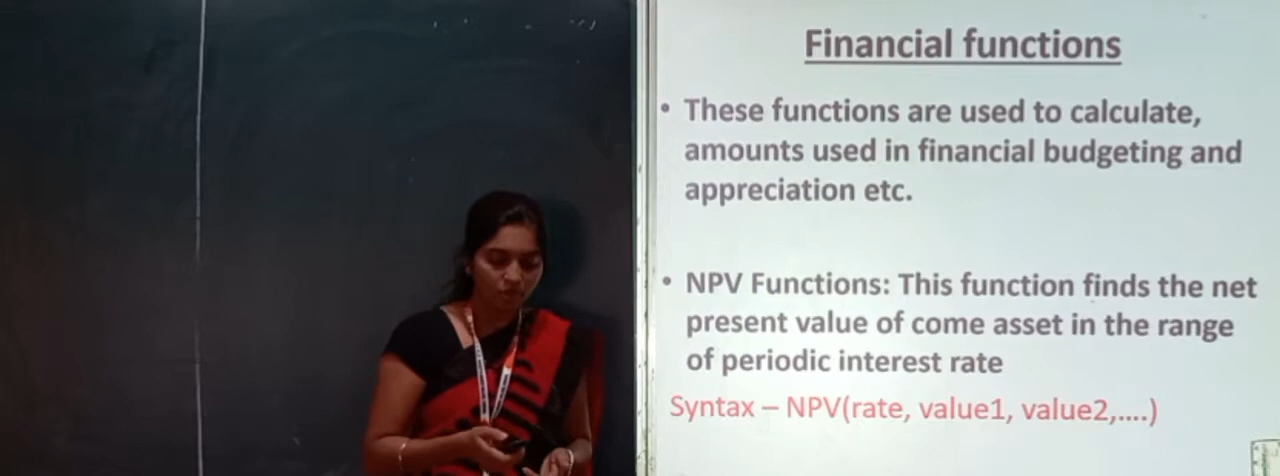 Financial functions
• These functions are used to calculate,
amounts used in financial budgeting and
appreciation etc.
• NPV Functions: This function finds the net
present value of come asset in the range
of periodic interest rate
Syntax – NPV(rate, value1, value2,....)